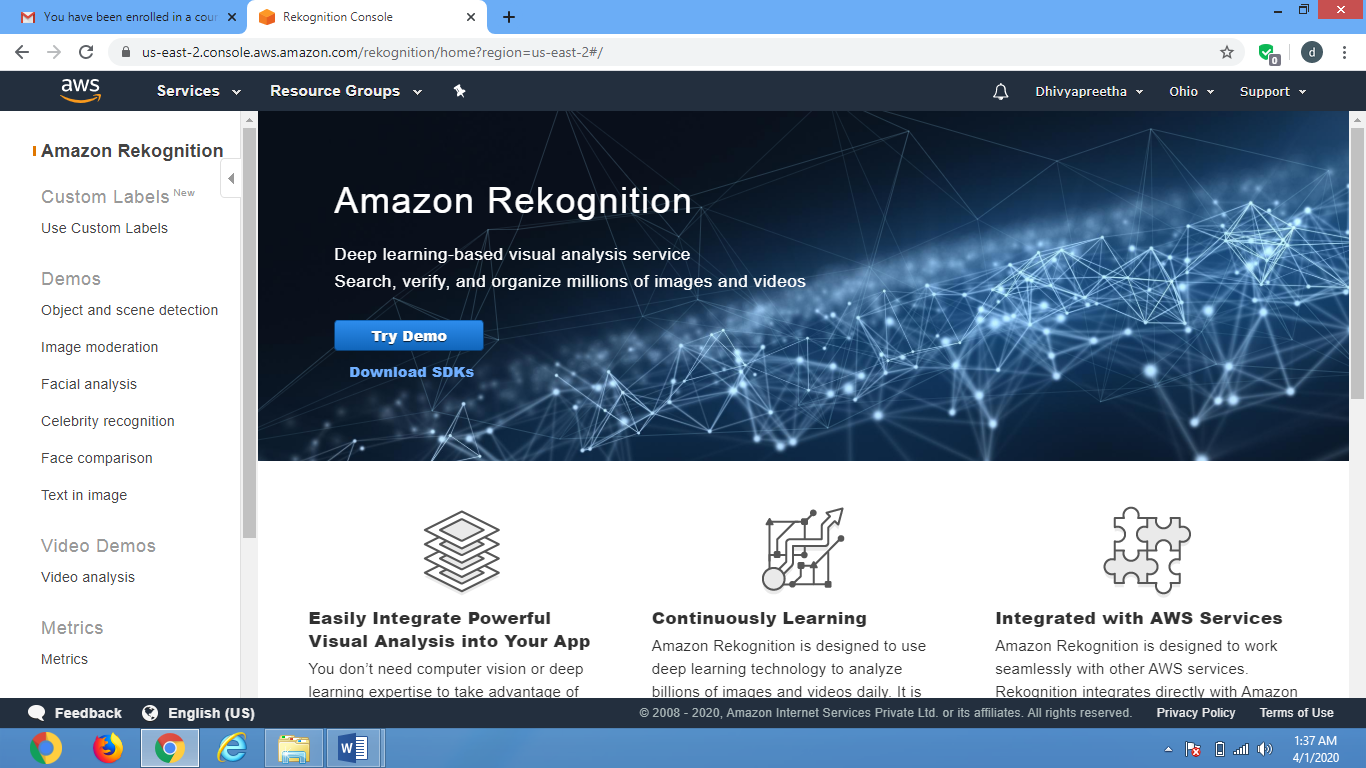 You have been enrolled in a cour
Rekognition Console
us-east-2.console.aws.amazon.com/rekognition/home?region=us-east-2#/
0
d
aws
Services
Resource Groups
Dhivyapreetha
Ohio
Support
Amazon Rekognition
Custom Labels New
Use Custom Labels
Demos
Object and scene detection
Image moderation
Facial analysis
Celebrity recognition
Face comparison
Text in image
Video Demos
Video analysis
Metrics
Metrics
Amazon Rekognition
Deep learning-based visual analysis service
Search, verify, and organize millions of images and videos
Try Demo
Download SDKs
Easily Integrate Powerful
Visual Analysis into Your App
You don’t need computer vision or deep
learning expertise to take advantage of
Continuously Learning
Amazon Rekognition is designed to use
deep learning technology to analyze
billions of images and videos daily. It is
Integrated with AWS Services
Amazon Rekognition is designed to work
seamlessly with other AWS services.
Rekognition integrates directly with Amazon
Feedback
English (US)
© 2008 - 2020, Amazon Internet Services Private Ltd. or its affiliates. All rights reserved.
Privacy Policy
Terms of Use
W
1:37 AM
4/1/2020